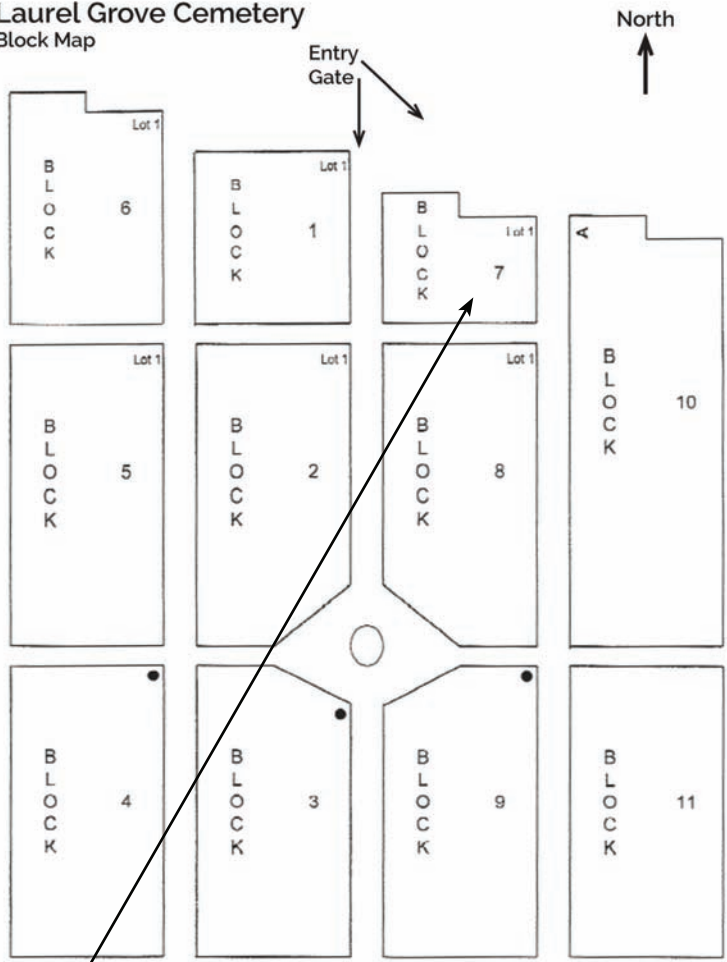 Laurel Grove Cemetery
Block Map
North
Entry
Gate
Lot 1
BLOCK
6
Lot 1
BLOCK
1
Lot 1
BLOCK
7
A
BLOCK
10
Lot 1
BLOCK
5
Lot 1
BLOCK
2
Lot 1
BLOCK
8
BLOCK
4
BLOCK
3
BLOCK
9
BLOCK
11